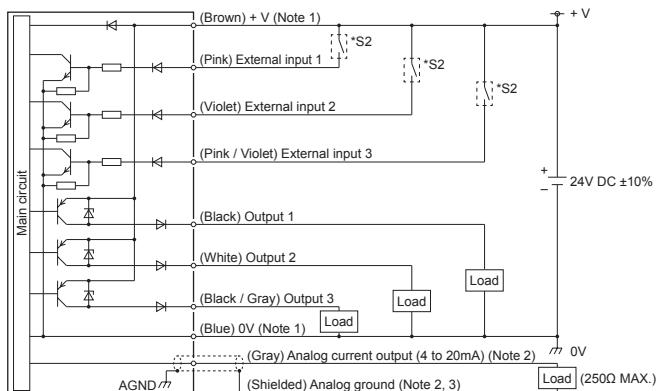 (Brown) + V (Note 1)
+ V
*S2
(Pink) External input 1
*S2
*S2
(Violet) External input 2
(Pink / Violet) External input 3
Main circuit
+
24V DC ±10%
−
(Black) Output 1
(White) Output 2
Load
Load
(Black / Gray) Output 3
Load
(Blue) 0V (Note 1)
0V
(Gray) Analog current output (4 to 20mA) (Note 2)
Load
(250Ω MAX.)
AGND
(Shielded) Analog ground (Note 2, 3)